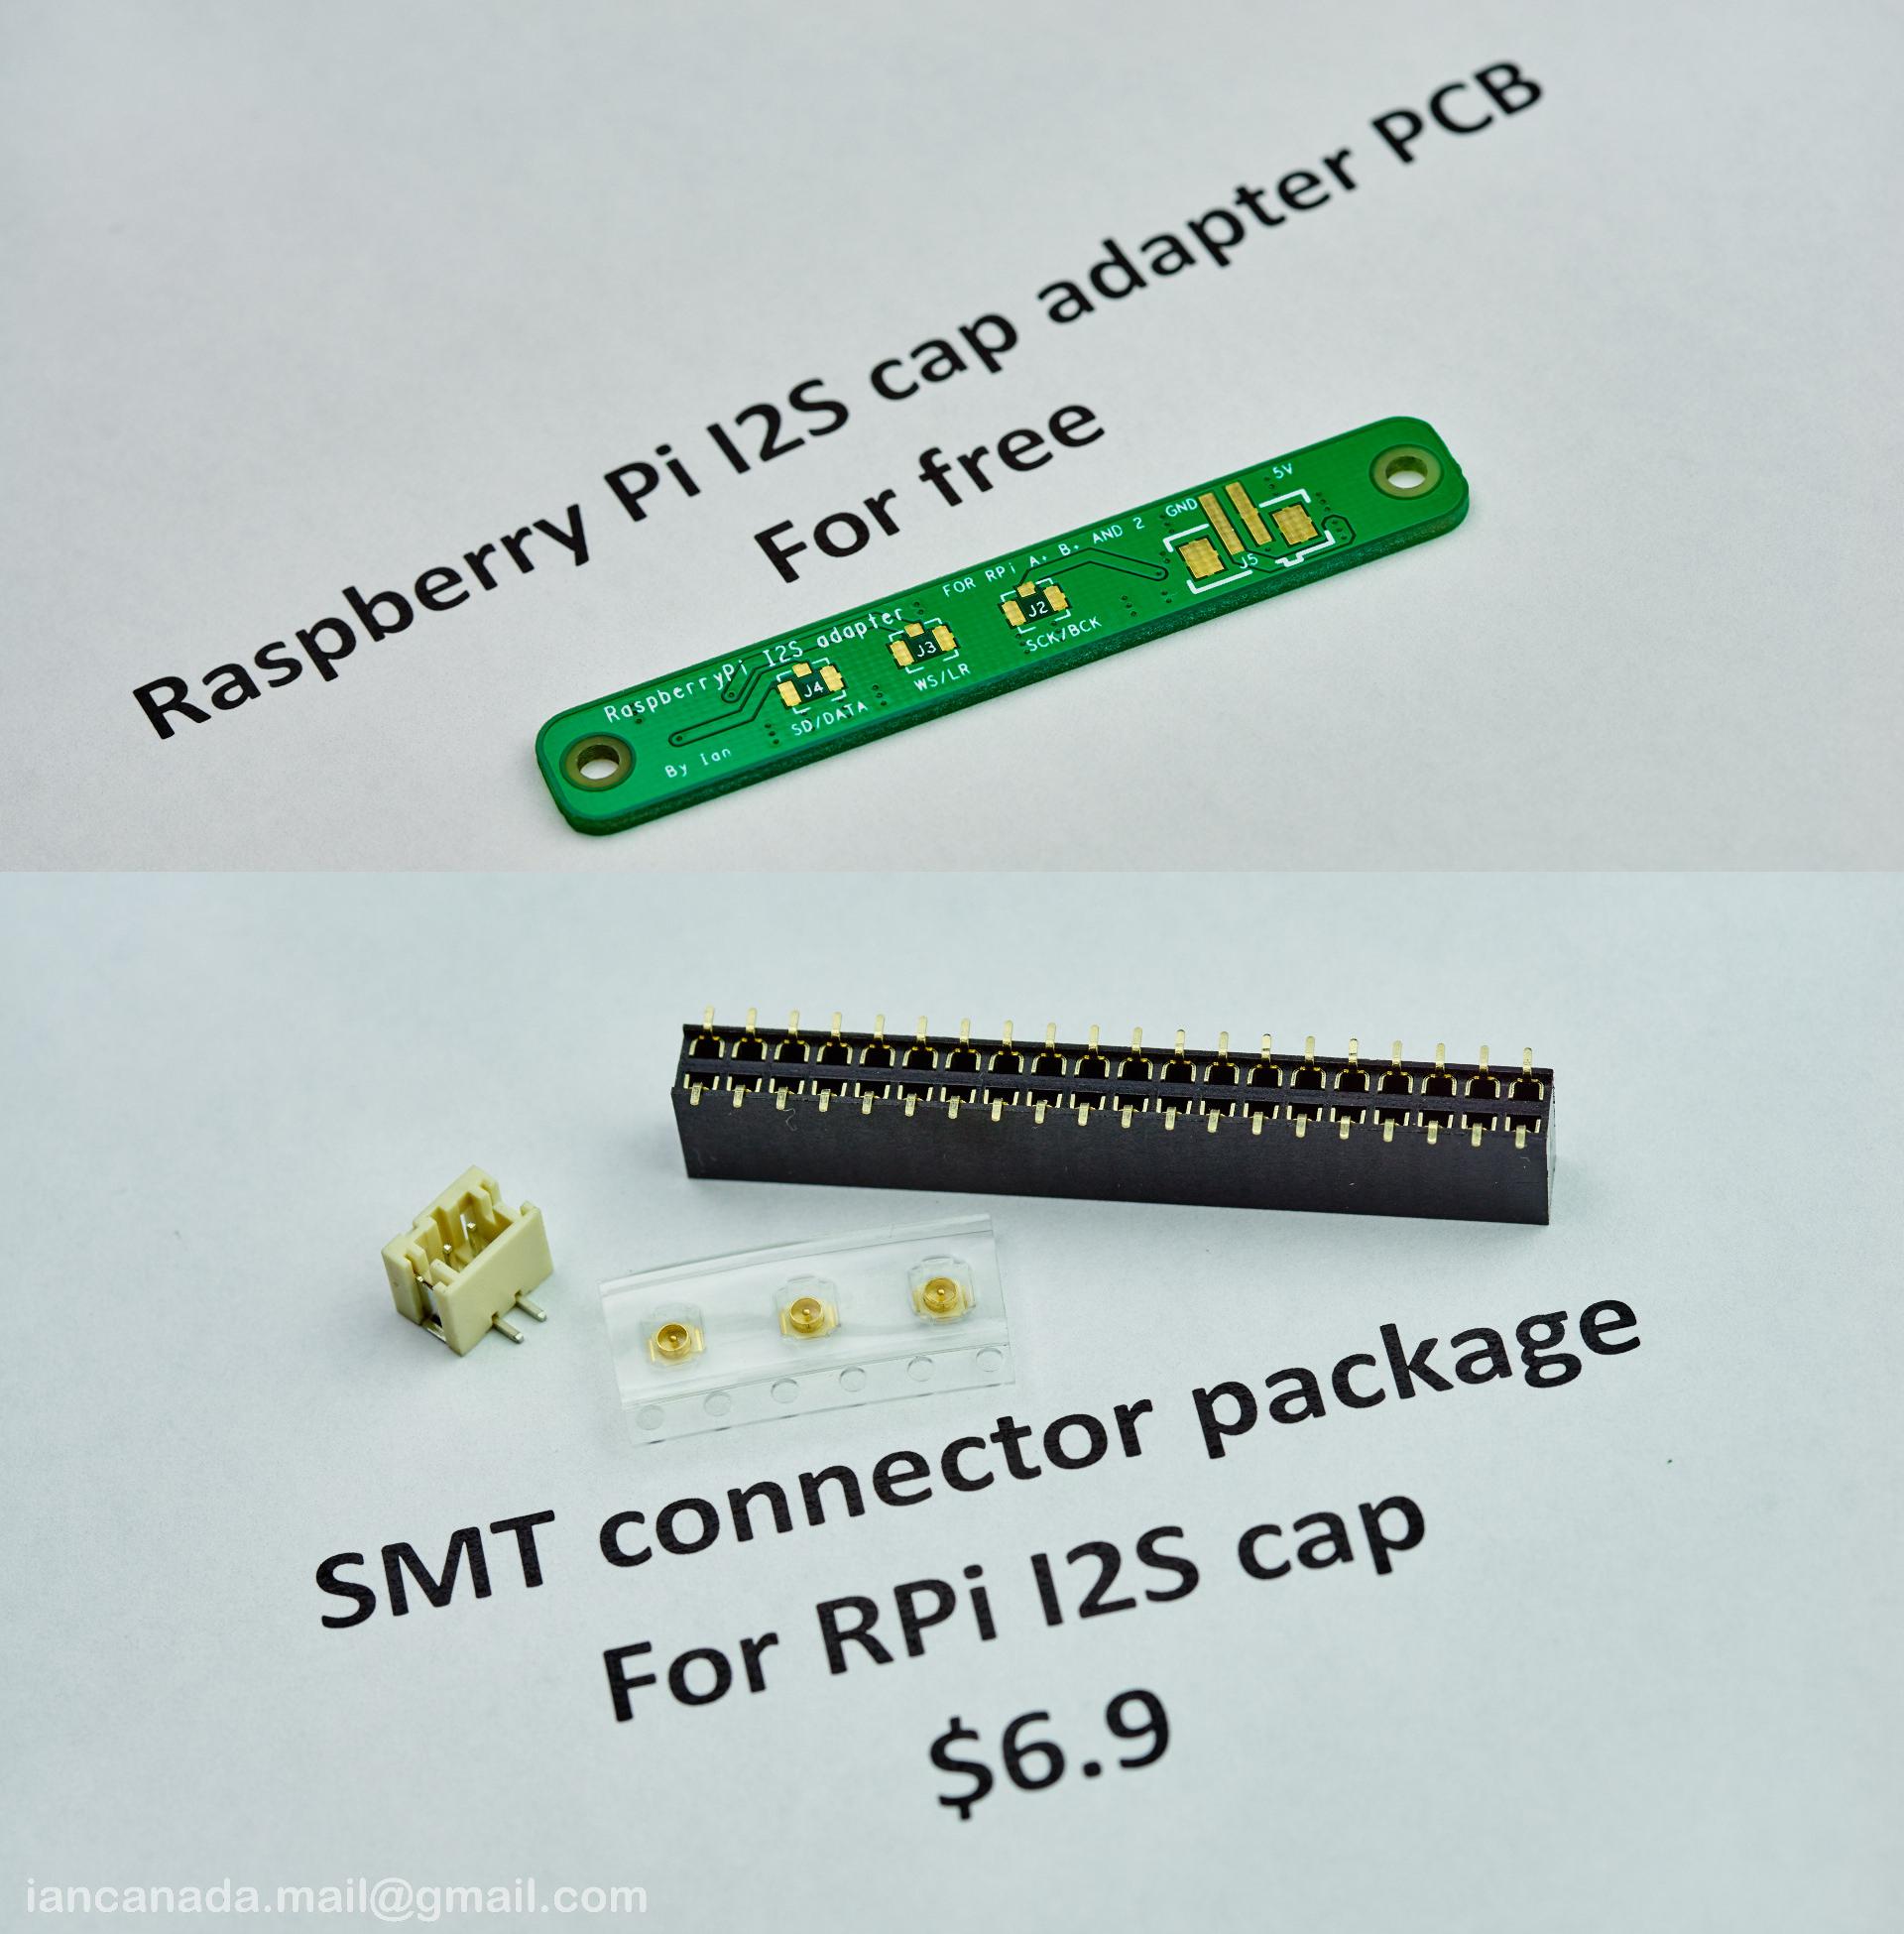 Raspberry Pi I2S cap adapter PCB
For free
RaspberryPi I2S adapter
FOR RPi A+ B+ AND 2
GND
5V
J5
J2
SCK/BCK
J3
WS/LR
J4
SD/DATA
By Ian
SMT connector package
For RPi I2S cap
$6.9
iancanada.mail@gmail.com